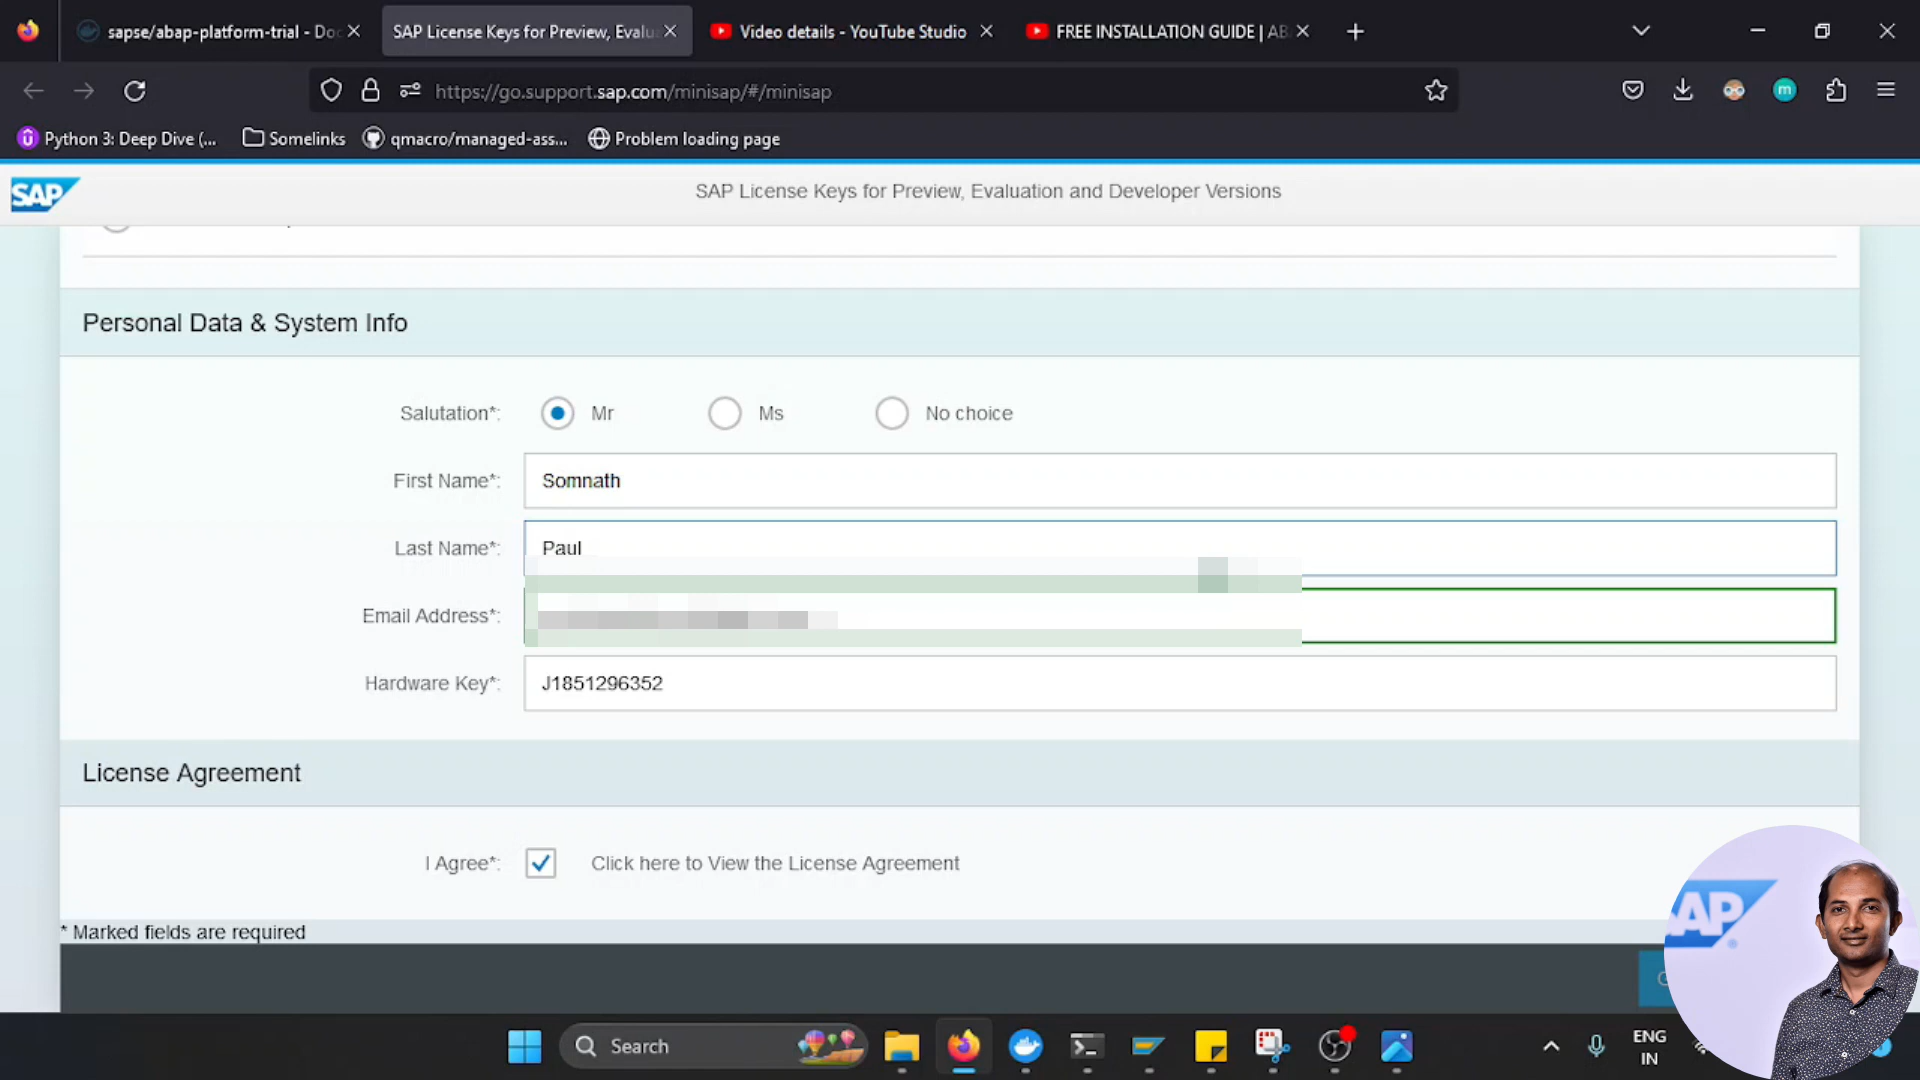 sapse/abap-platform-trial - Doc
SAP License Keys for Preview, Evalu
Video details - YouTube Studio
FREE INSTALLATION GUIDE | AB
https://go.support.sap.com/minisap/#/minisap
m
Python 3: Deep Dive (...
Somelinks
qmacro/managed-ass...
Problem loading page
SAP
SAP License Keys for Preview, Evaluation and Developer Versions
Personal Data & System Info
Salutation*:
Mr
Ms
No choice
First Name*:
Somnath
Last Name*:
Paul
Email Address*:
Hardware Key*:
J1851296352
License Agreement
I Agree*:
Click here to View the License Agreement
* Marked fields are required
SAP
Search
ENG
IN